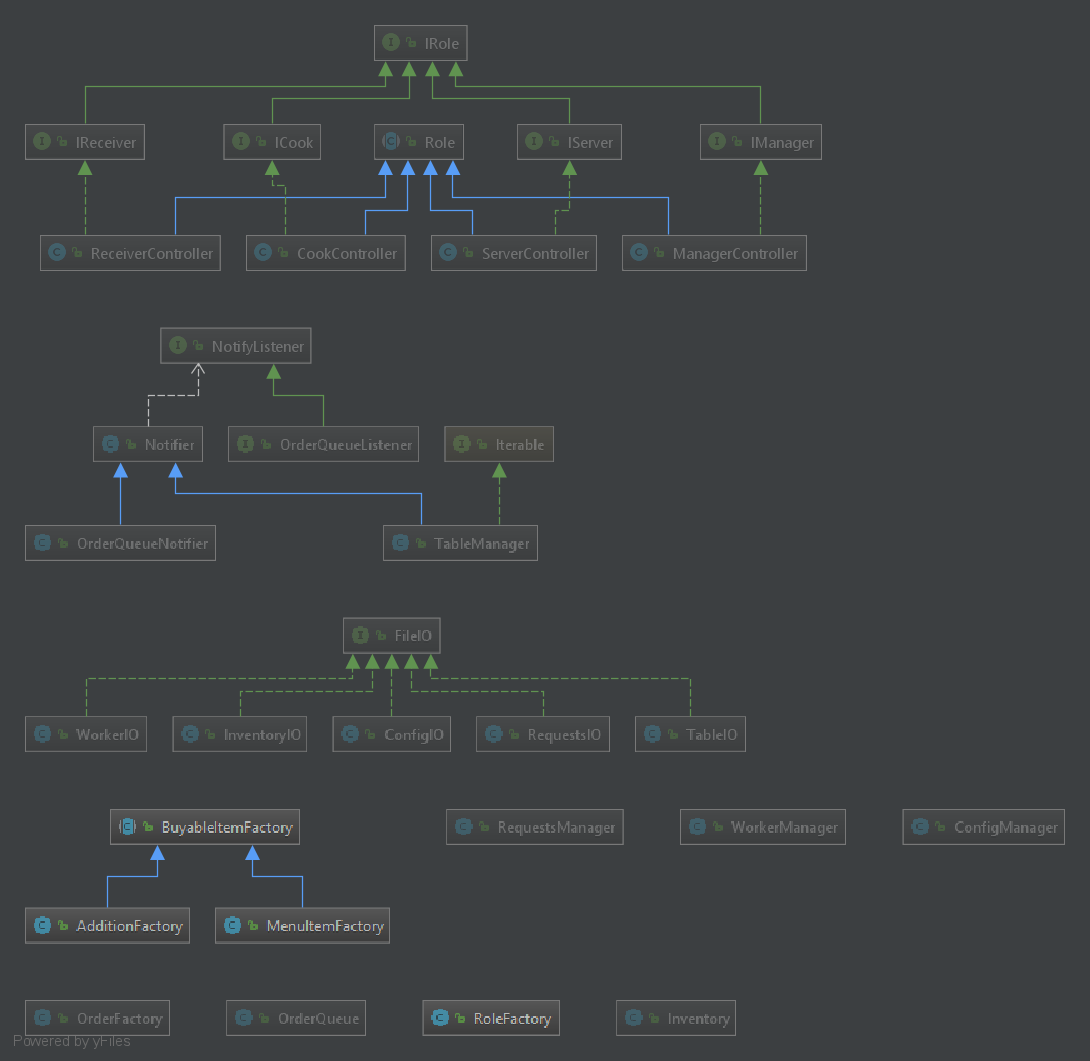 IRole
IReceiver
ICook
Role
IServer
IManager
ReceiverController
CookController
ServerController
ManagerController
NotifyListener
Notifier
OrderQueueListener
Iterable
OrderQueueNotifier
TableManager
FileIO
WorkerIO
InventoryIO
ConfigIO
RequestsIO
TableIO
BuyableItemFactory
RequestsManager
WorkerManager
ConfigManager
AdditionFactory
MenuItemFactory
OrderFactory
OrderQueue
RoleFactory
Inventory
Powered by yFiles